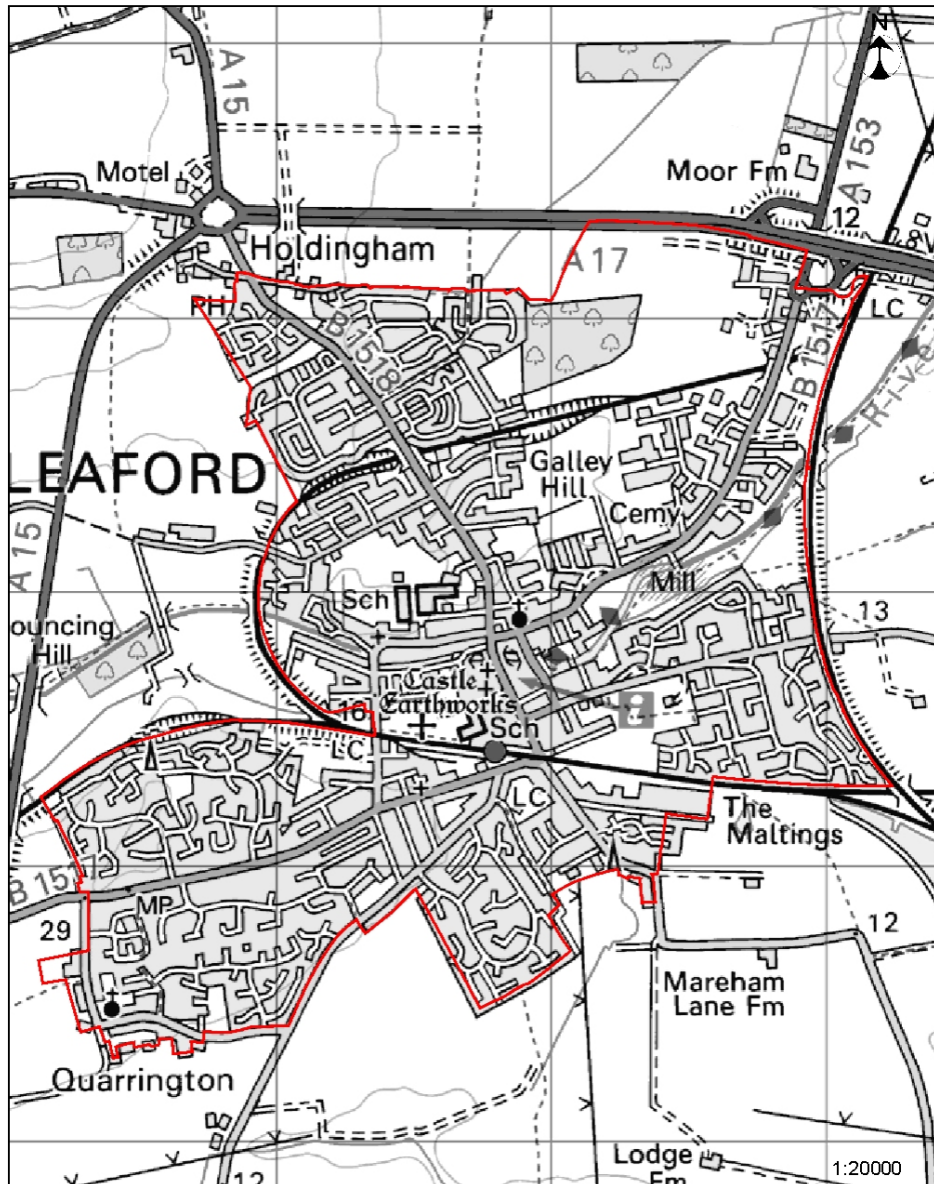 N
A 15
A 153
Motel
Moor Fm
12
Holdingham
A 17
PH
LC
B 1518
B 1517
R-i-v-e
LEAFORD
Galley
Hill
Cemy
A 15
Mill
Sch
13
ouncing
Hill
Castle
Earthworks
i
16
Sch
LC
LC
The
Maltings
B 1517
MP
29
12
Mareham
Lane Fm
Quarrington
Lodge
Fm
12
1:20000